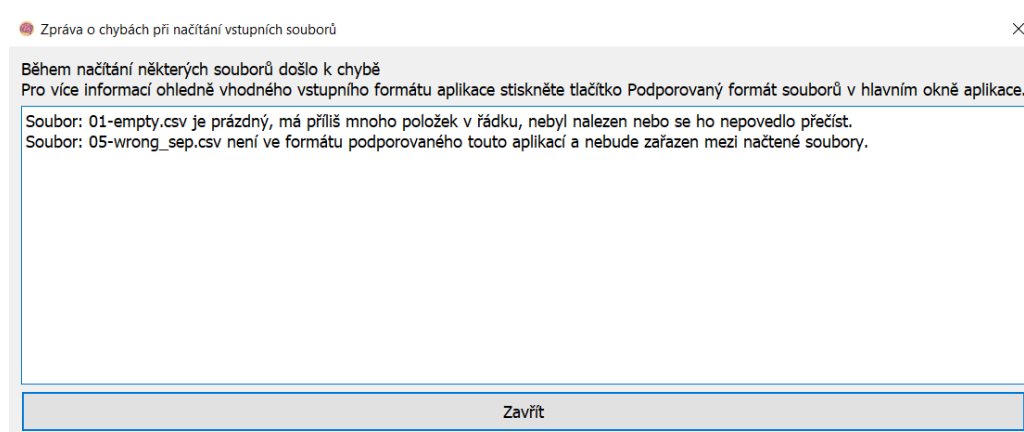 Zpráva o chybách při načítání vstupních souborů
Během načítání některých souborů došlo k chybě
Pro více informací ohledně vhodného vstupního formátu aplikace stiskněte tlačítko Podporovaný formát souborů v hlavním okně aplikace.
Soubor: 01-empty.csv je prázdný, má příliš mnoho položek v řádku, nebyl nalezen nebo se ho nepovedlo přečíst.
Soubor: 05-wrong_sep.csv není ve formátu podporovaného touto aplikací a nebude zařazen mezi načtené soubory.
Zavřít